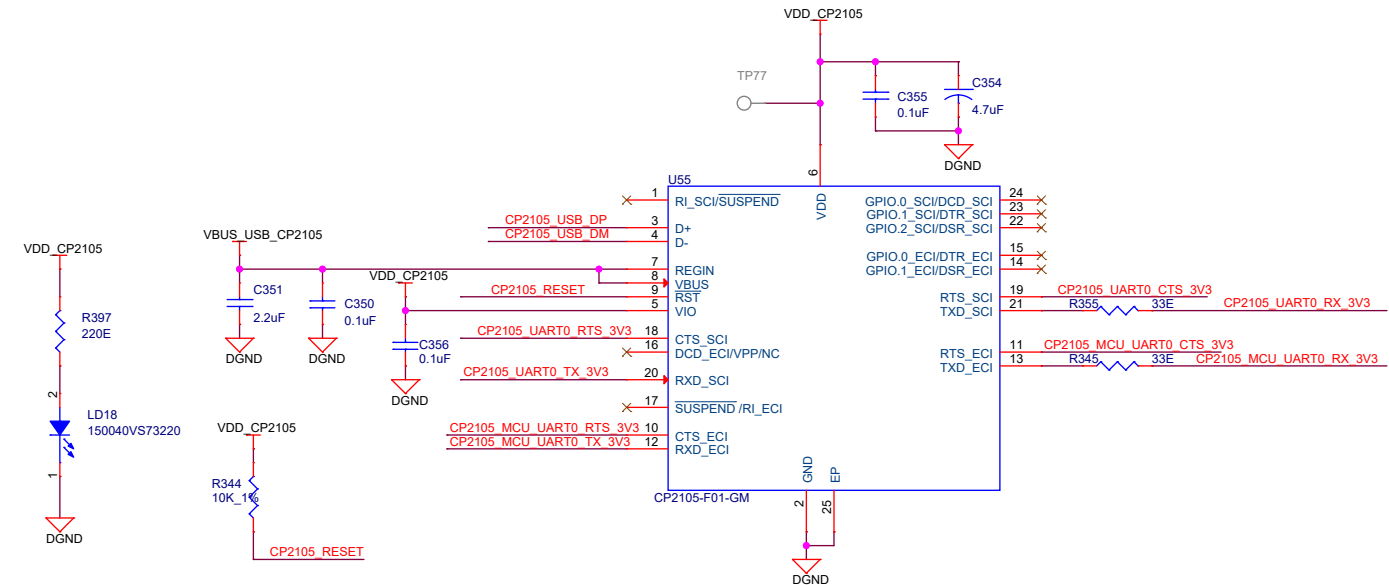 VDD_CP2105
TP77
C355
0.1uF
C354
4.7uF
DGND
6
VDD
U55
1
RI_SCI/SUSPEND
CP2105_USB_DP
3
D+
CP2105_USB_DM
4
D-
7
REGIN
8
VBUS
CP2105_RESET
9
RST
5
VIO
CP2105_UART0_RTS_3V3
18
CTS_SCI
16
DCD_ECI/VPP/NC
CP2105_UART0_TX_3V3
20
RXD_SCI
17
SUSPEND /RI_ECI
CP2105_MCU_UART0_RTS_3V3
10
CTS_ECI
CP2105_MCU_UART0_TX_3V3
12
RXD_ECI
CP2105-F01-GM
GPIO.0_SCI/DCD_SCI
24
GPIO.1_SCI/DTR_SCI
23
GPIO.2_SCI/DSR_SCI
22
GPIO.0_ECI/DTR_ECI
15
GPIO.1_ECI/DSR_ECI
14
RTS_SCI
19
CP2105_UART0_CTS_3V3
TXD_SCI
21
R355
33E
CP2105_UART0_RX_3V3
RTS_ECI
11
CP2105_MCU_UART0_CTS_3V3
TXD_ECI
13
R345
33E
CP2105_MCU_UART0_RX_3V3
GND
EP
2
25
DGND
VBUS_USB_CP2105
C351
2.2uF
DGND
C350
0.1uF
DGND
VDD_CP2105
C356
0.1uF
DGND
VDD_CP2105
R397
220E
2
LD18
150040VS73220
1
DGND
VDD_CP2105
R344
10K_1%
CP2105_RESET